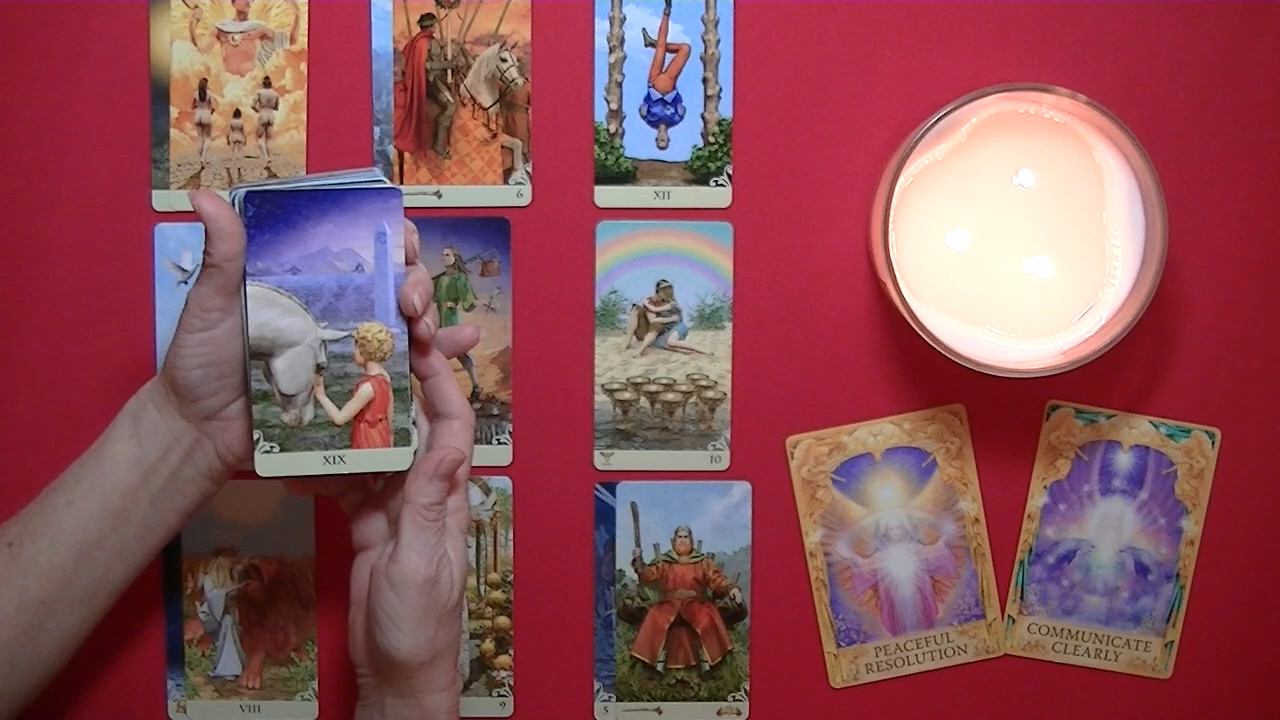 6
XII
XIX
10
VIII
9
5
PEACEFUL
RESOLUTION
COMMUNICATE
CLEARLY